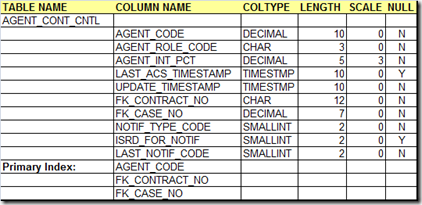 TABLE NAME COLUMN NAME COLTYPE LENGTH SCALE NULL
AGENT_CONT_CNTL
AGENT_CODE DECIMAL 10 0 N
AGENT_ROLE_CODE CHAR 3 0 N
AGENT_INT_PCT DECIMAL 5 3 N
LAST_ACS_TIMESTAMP TIMESTMP 10 0 Y
UPDATE_TIMESTAMP TIMESTMP 10 0 N
FK_CONTRACT_NO CHAR 12 0 N
FK_CASE_NO DECIMAL 7 0 N
NOTIF_TYPE_CODE SMALLINT 2 0 N
ISRD_FOR_NOTIF SMALLINT 2 0 Y
LAST_NOTIF_CODE SMALLINT 2 0 N
Primary Index: AGENT_CODE
FK_CONTRACT_NO
FK_CASE_NO